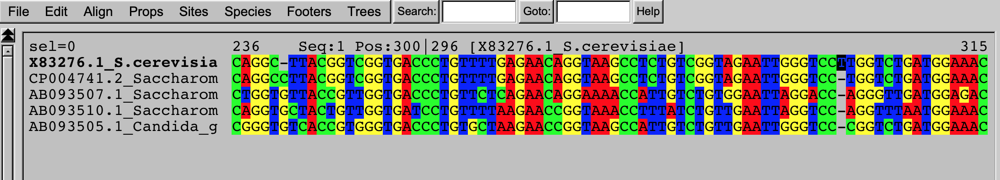 File Edit Align Props Sites Species Footers Trees Search: Goto: Help
sel=0 236 Seq:1 Pos:300|296 [X83276.1_S.cerevisiae] 315
X83276.1_S.cerevisia CAGGC-TTACGGTCGGTGACCCTGTTTTGAGAACAGGTAAGCCTCTGTCGGTAGAATTGGGTCCTTGGTCTGATGGAAAC
CP004741.2_Saccharom CAGGCCTTACGGTCGGTGACCCTGTTTTGAGAACAGGTAAGCCTCTGTCGGTAGAATTGGGTCC-TGGTCTGATGGAAAC
AB093507.1_Saccharom CTGGTGTTACCGTTGGTGACCCTGTTCTCAGAACAGGAAAACCATTGTCTGTGGAATTAGGACC-AGGGTTGATGGAGAC
AB093510.1_Saccharom CAGGTGCTACTGTTGGTGATCCTGTTTTAAGAACCGGTAAACCTTTATCTGTTGAATTAGGTCC-AGGTTTAATGGAAAC
AB093505.1_Candida_g CGGGTGTCACCGTGGGTGACCCTGTGCTAAGAACCGGTAAGCCATTGTCTGTTGAATTGGGTCC-CGGTCTGATGGAAAC